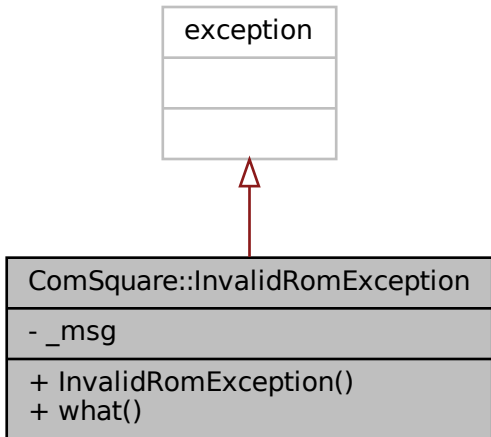 exception
ComSquare::InvalidRomException
- _msg
+ InvalidRomException()
+ what()